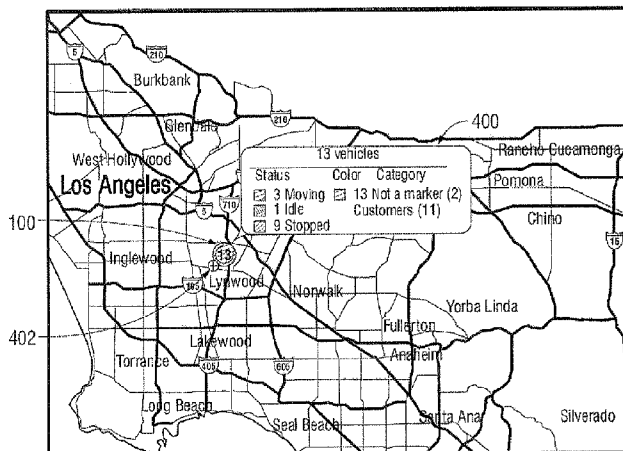 5
210
Burkbank
Glendale
210
400
13 vehicles
Rancho Cucamonga
West Hollywood
Status Color Category
Pomona
Los Angeles
3 Moving 13 Not a marker (2)
1 Idle Customers (11)
5
710
9 Stopped
Chino
100
15
Inglewood
13
Lynwood
105
Norwalk
Yorba Linda
402
Lakewood
Fullerton
Anaheim
Torrance
405
605
Long Beach
Seal Beach
Santa Ana
Silverado